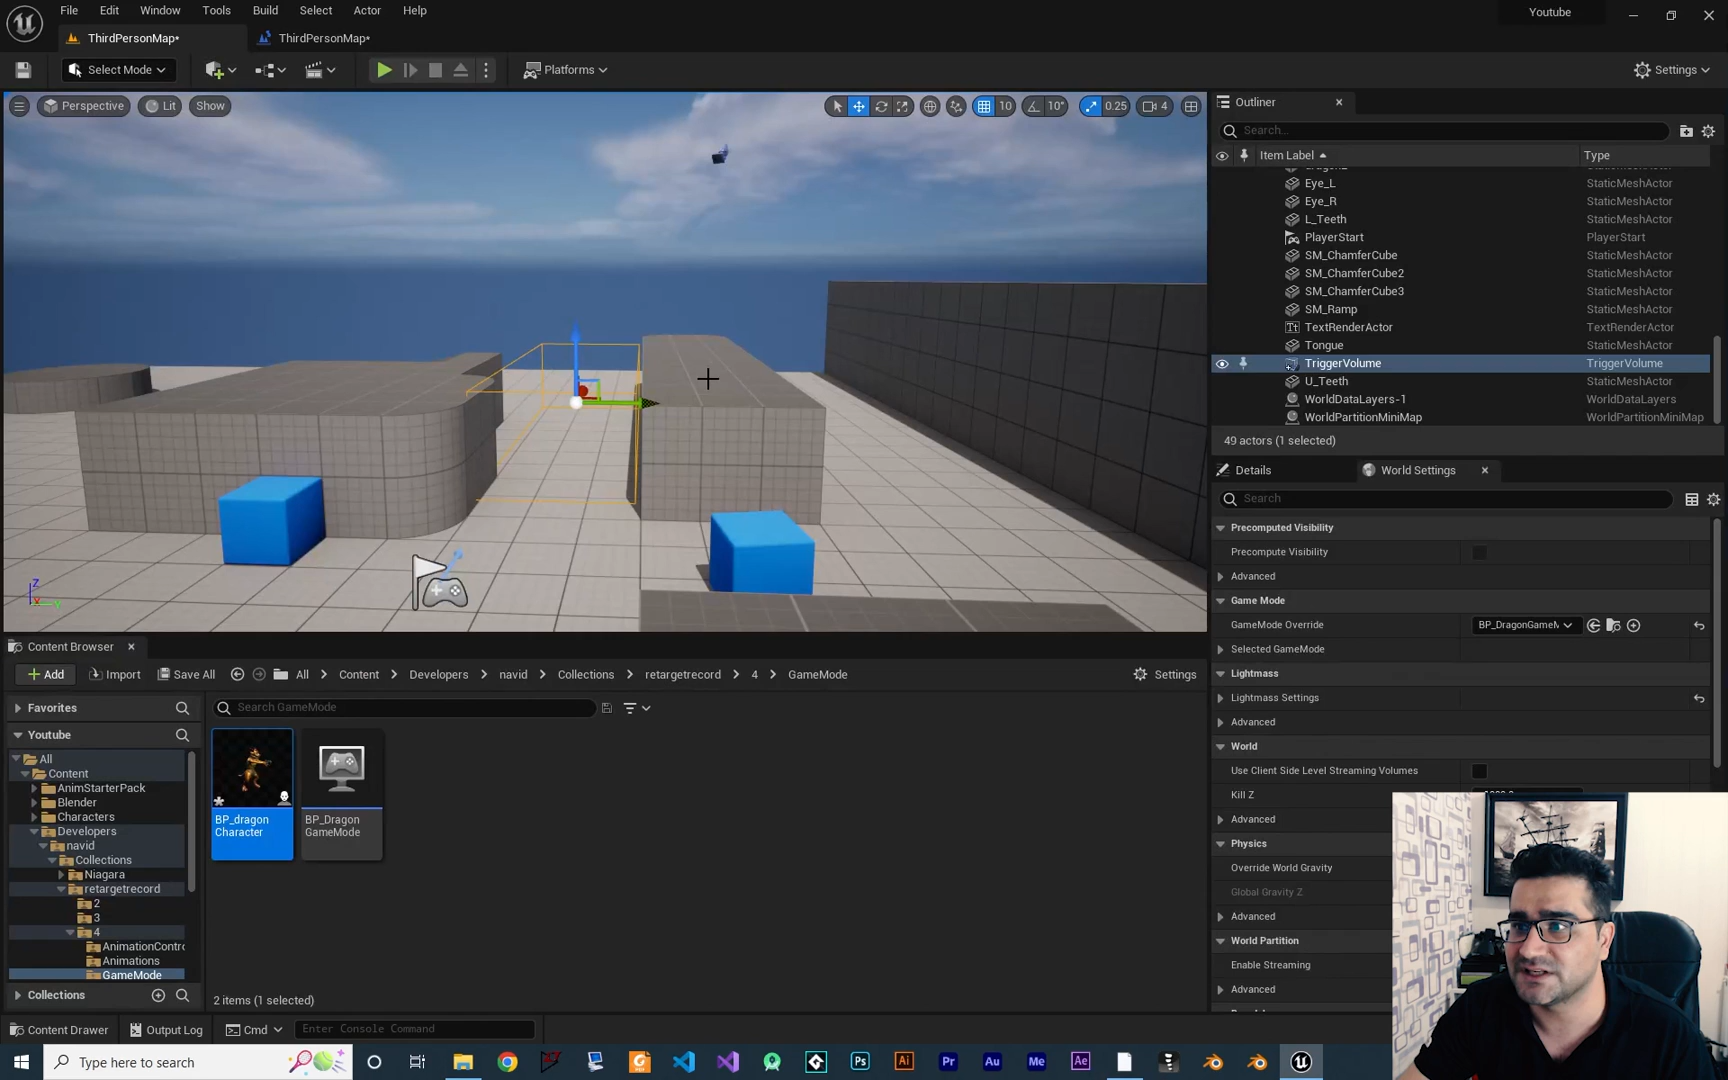 File Edit Window Tools Build Select Actor Help
Youtube
ThirdPersonMap* ThirdPersonMap*
Select Mode Platforms Settings
Perspective Lit Show 10 10° 0.25 4
Outliner
Search...
Item Label Type
Eye_L StaticMeshActor
Eye_R StaticMeshActor
L_Teeth StaticMeshActor
PlayerStart PlayerStart
SM_ChamferCube StaticMeshActor
SM_ChamferCube2 StaticMeshActor
SM_ChamferCube3 StaticMeshActor
SM_Ramp StaticMeshActor
TextRenderActor TextRenderActor
Tongue StaticMeshActor
TriggerVolume TriggerVolume
U_Teeth StaticMeshActor
WorldDataLayers-1 WorldDataLayers
WorldPartitionMiniMap WorldPartitionMiniMap
49 actors (1 selected)
Details World Settings
Search
Precomputed Visibility
Precompute Visibility
Advanced
Game Mode
GameMode Override BP_DragonGameM
Selected GameMode
Lightmass
Lightmass Settings
Advanced
World
Use Client Side Level Streaming Volumes
Kill Z
Advanced
Physics
Override World Gravity
Global Gravity Z
Advanced
World Partition
Enable Streaming
Advanced
Z
Content Browser
Add Import Save All All Content Developers navid Collections retargetrecord 4 GameMode Settings
Favorites
Search GameMode
Youtube
All
Content
AnimStarterPack
Blender
Characters
Developers
navid
Collections
Niagara
retargetrecord
2
3
4
AnimationContro
Animations
GameMode
Collections
BP_dragon
Character
BP_Dragon
GameMode
2 items (1 selected)
Content Drawer Output Log Cmd Enter Console Command
Type here to search
Ps Ai Pr Au Me Ae